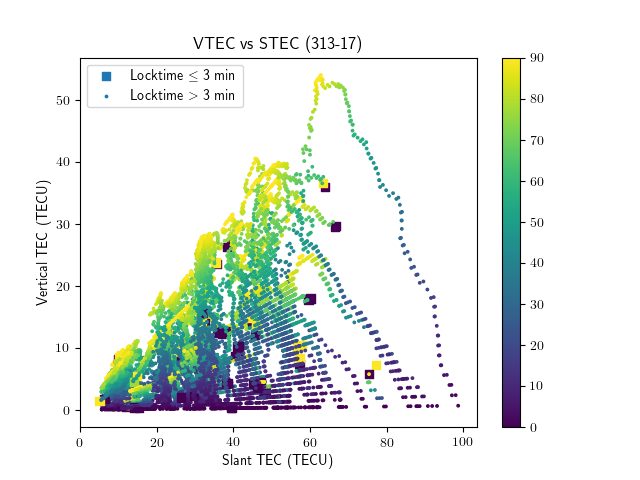 VTEC vs STEC (313-17)
Locktime ≤ 3 min
Locktime > 3 min
Vertical TEC (TECU)
50
40
30
20
10
0
0 20 40 60 80 100
Slant TEC (TECU)
90
80
70
60
50
40
30
20
10
0